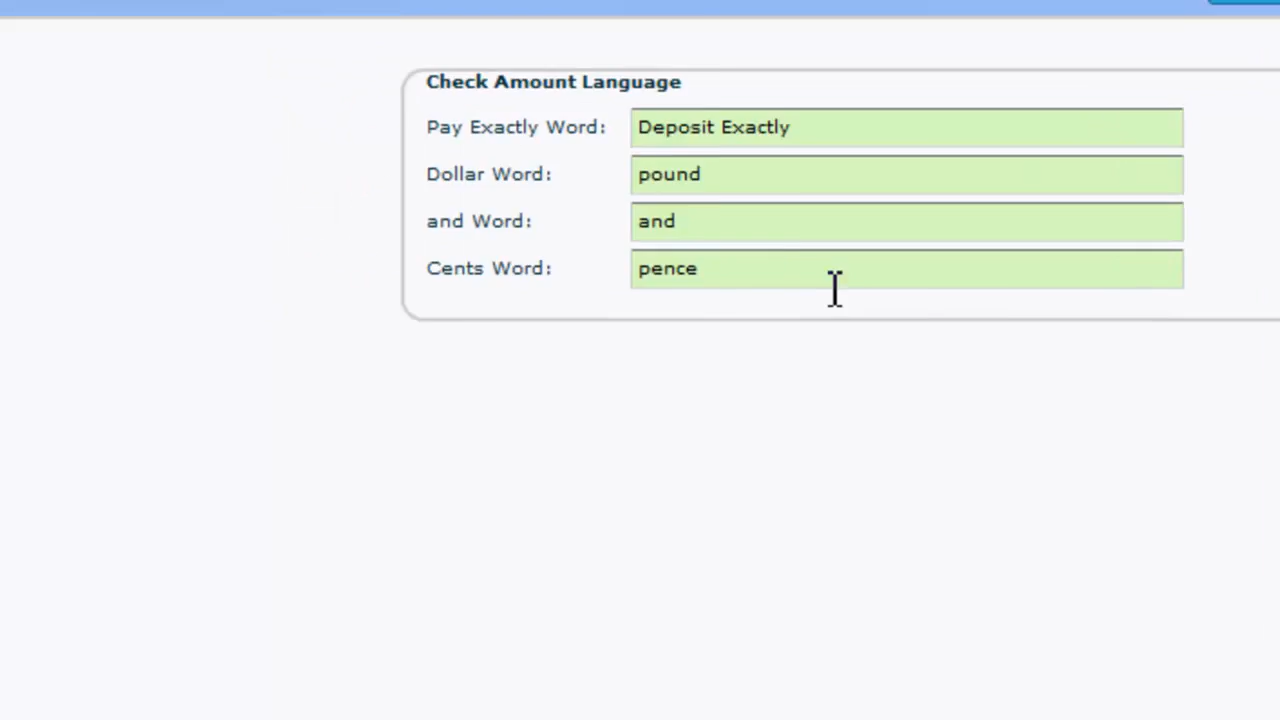 Check Amount Language
Pay Exactly Word: Deposit Exactly
Dollar Word: pound
and Word: and
Cents Word: pence